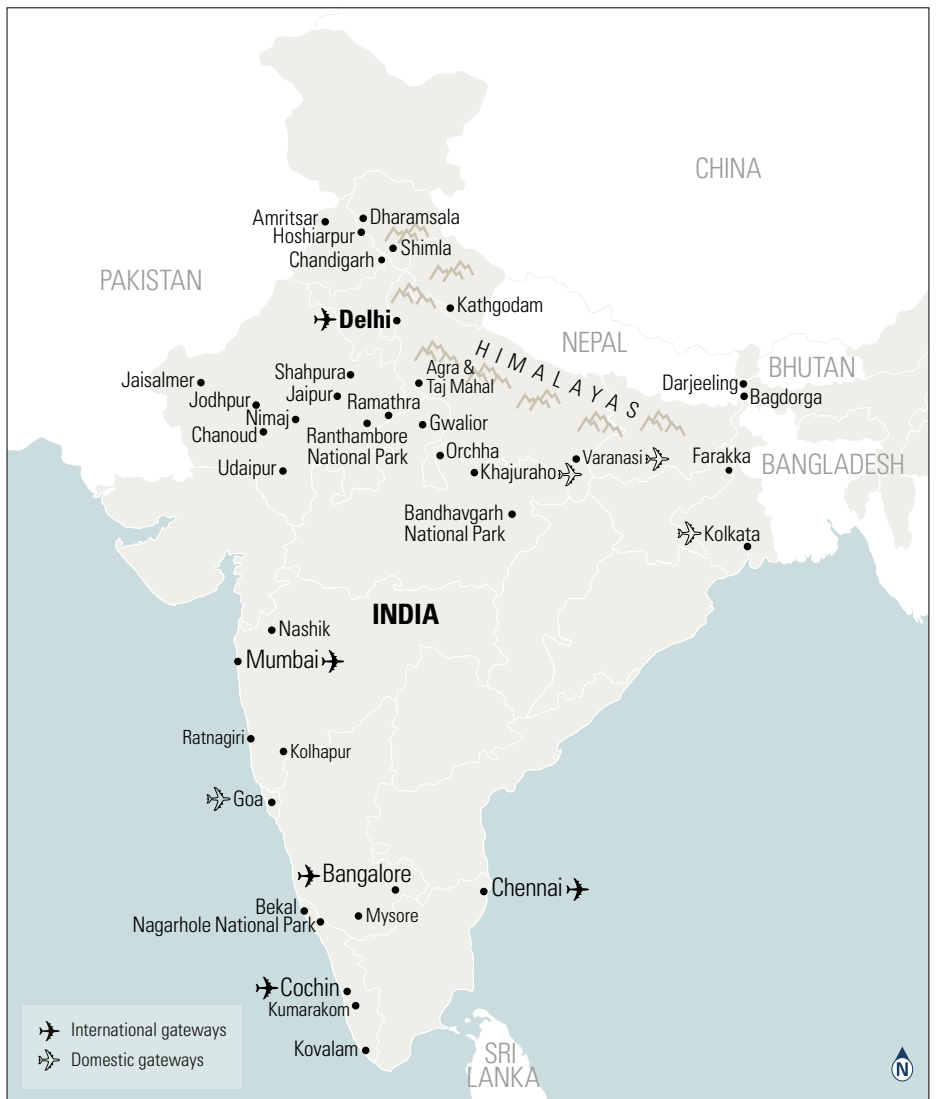 CHINA
Amritsar
Dharamsala
Hoshiarpur
Shimla
Chandigarh
PAKISTAN
Kathgodam
Delhi
NEPAL
HIMALAYAS
BHUTAN
Shahpura
Agra &
Taj Mahal
Jaisalmer
Darjeeling
Jaipur
Bagdorga
Jodhpur
Ramathra
Nimaj
Gwalior
Chanoud
Ranthambore
National Park
Orchha
Varanasi
Farakka
BANGLADESH
Udaipur
Khajuraho
Bandhavgarh
National Park
Kolkata
INDIA
Nashik
Mumbai
Ratnagiri
Kolhapur
Goa
Bangalore
Chennai
Bekal
Mysore
Nagarhole National Park
Cochin
Kumarakom
International gateways
Kovalam
Domestic gateways
SRI
LANKA
N